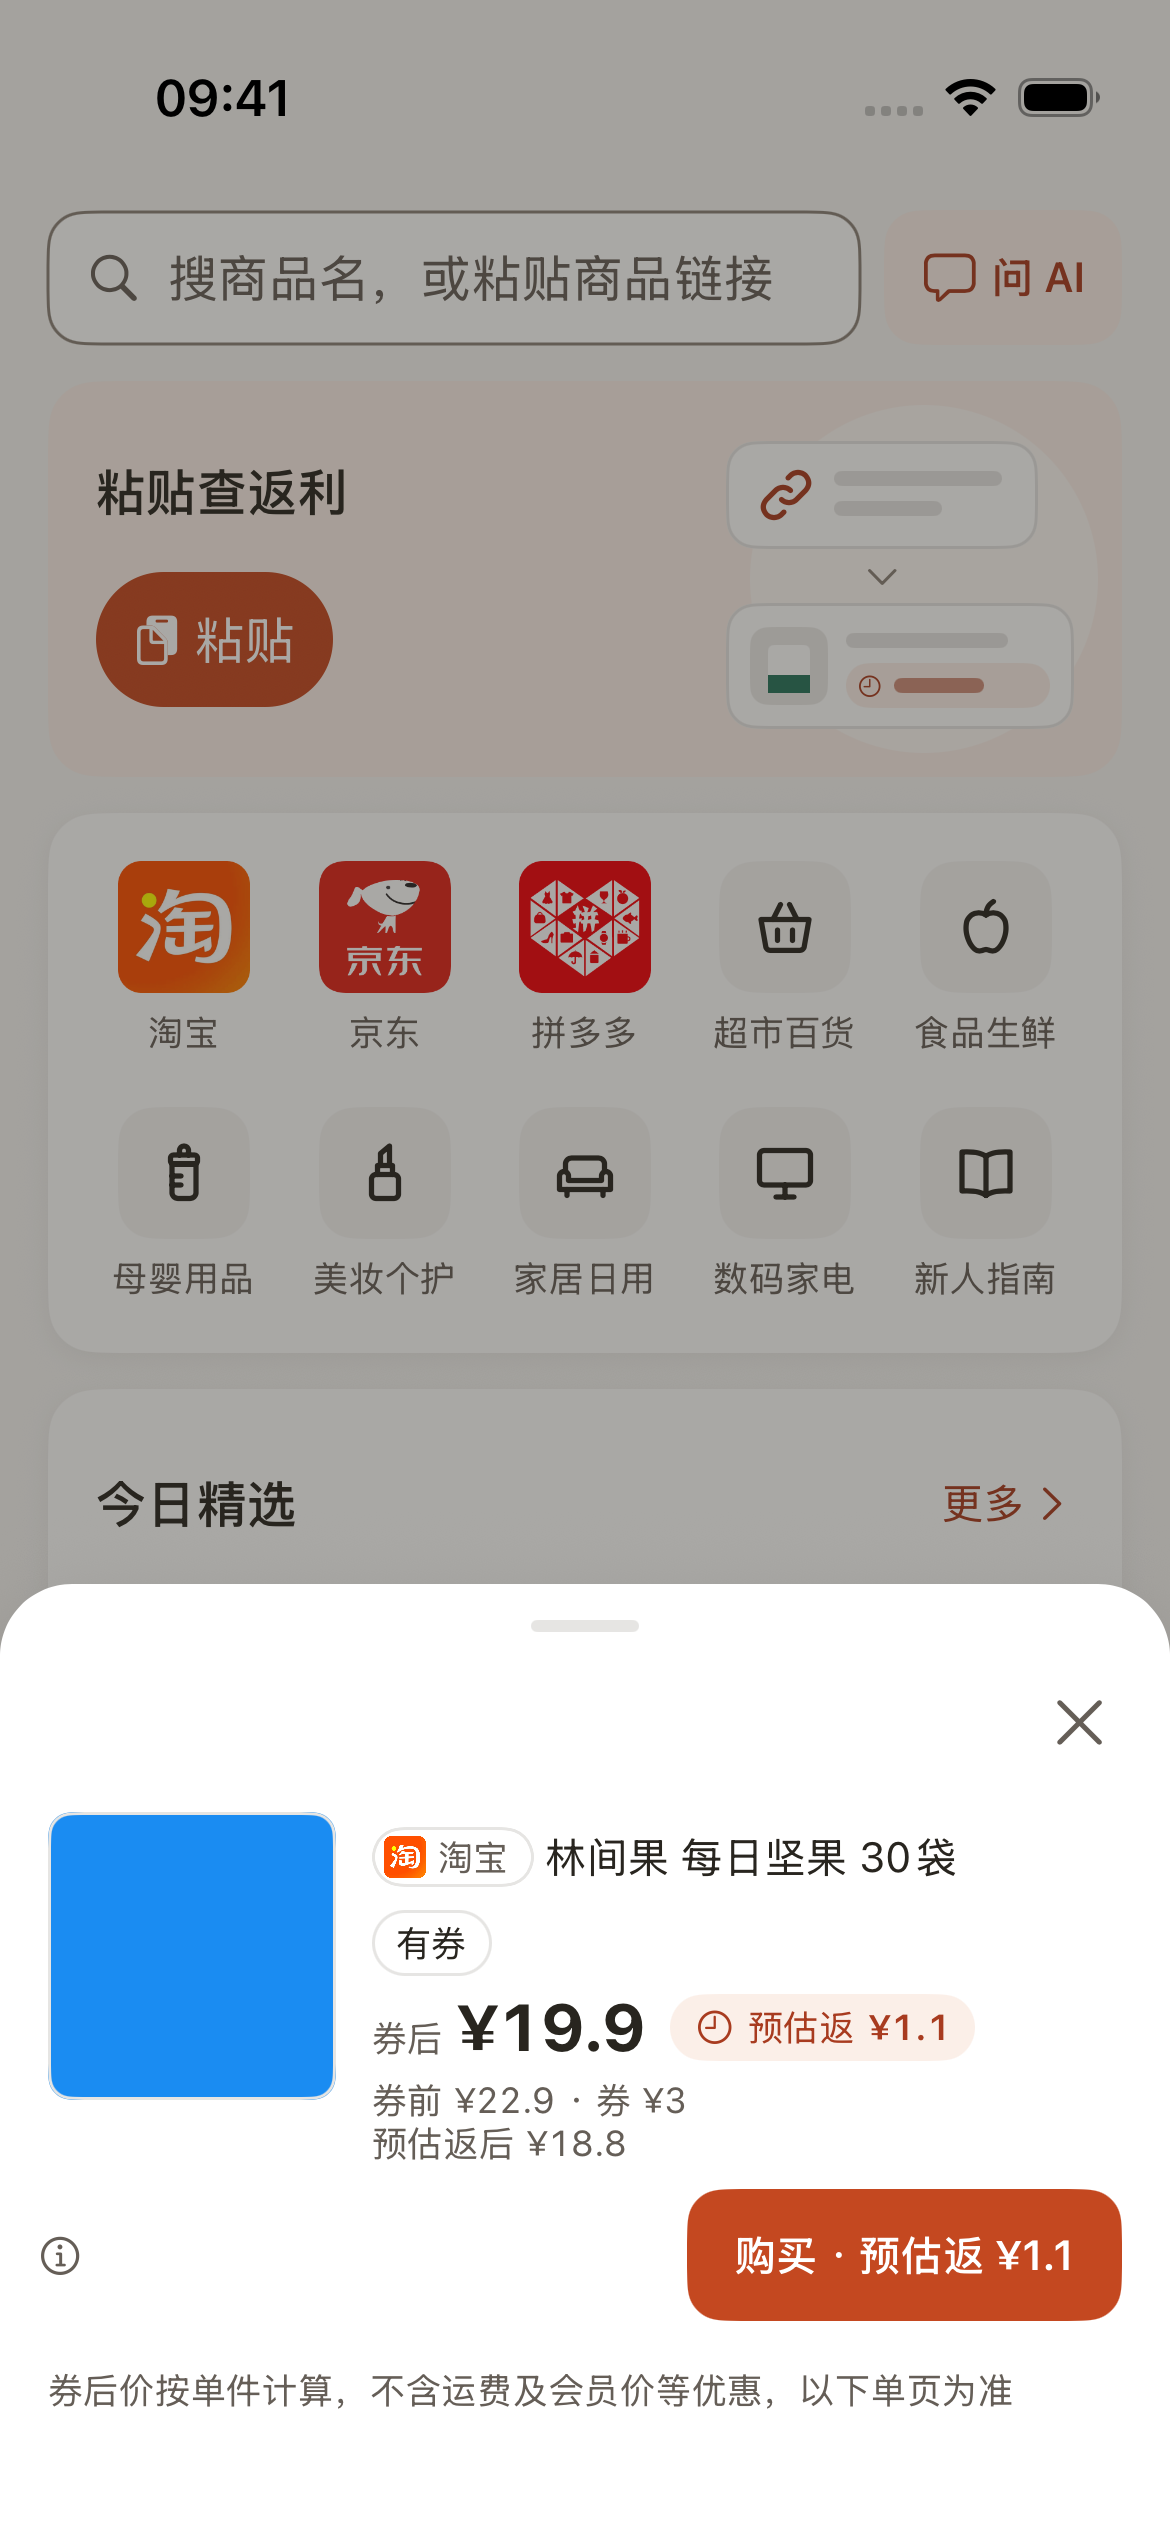 09:41
搜商品名，或粘贴商品链接
问 AI
粘贴查返利
粘贴
淘
京东
拼
淘宝
京东
拼多多
超市百货
食品生鲜
母婴用品
美妆个护
家居日用
数码家电
新人指南
今日精选
更多
淘 淘宝 林间果 每日坚果 30袋
有券
券后 ¥19.9 预估返 ¥1.1
券前 ¥22.9 · 券 ¥3
预估返后 ¥18.8
购买 · 预估返 ¥1.1
券后价按单件计算，不含运费及会员价等优惠，以下单页为准